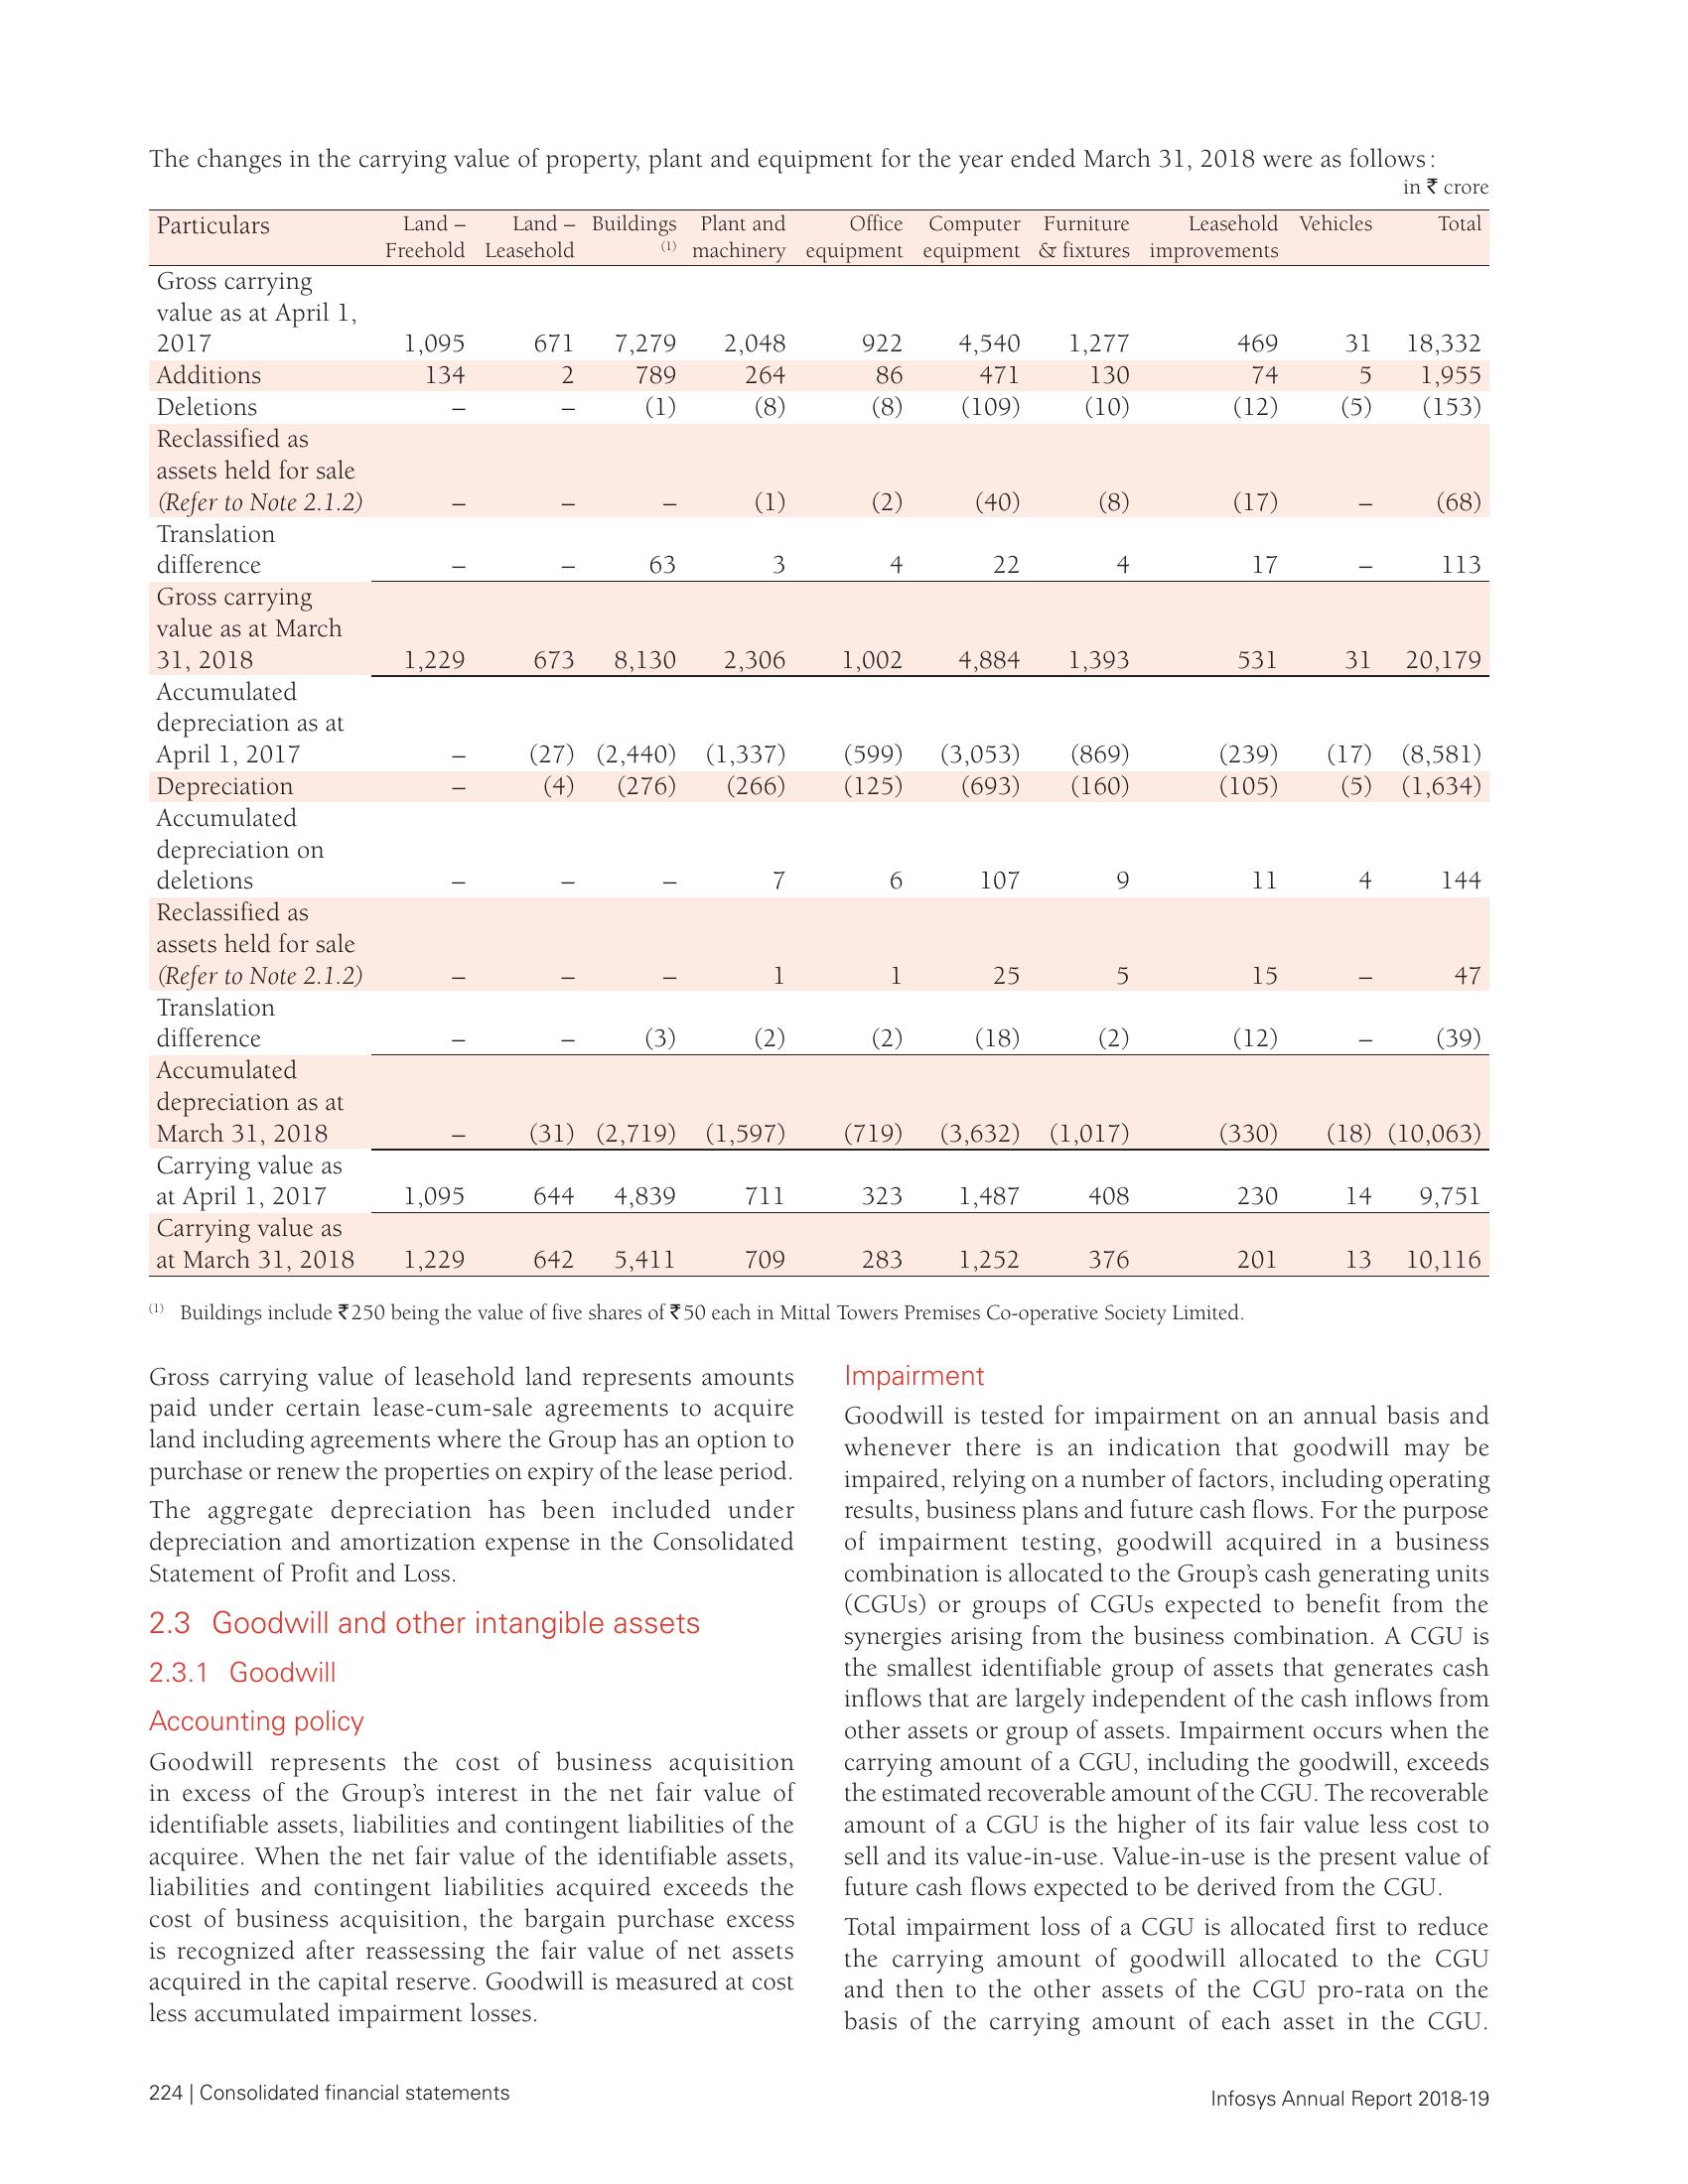 The changes in the carrying value of property, plant and equipment for the year ended March 31, 2018 were as follows:
in ₹ crore
Particulars Land – Freehold Land – Leasehold Buildings (1) Plant and machinery Office equipment Computer equipment Furniture & fixtures Leasehold improvements Vehicles Total
Gross carrying
value as at April 1,
2017 1,095 671 7,279 2,048 922 4,540 1,277 469 31 18,332
Additions 134 2 789 264 86 471 130 74 5 1,955
Deletions – – (1) (8) (8) (109) (10) (12) (5) (153)
Reclassified as
assets held for sale
(Refer to Note 2.1.2) – – – (1) (2) (40) (8) (17) – (68)
Translation
difference – – 63 3 4 22 4 17 – 113
Gross carrying
value as at March
31, 2018 1,229 673 8,130 2,306 1,002 4,884 1,393 531 31 20,179
Accumulated
depreciation as at
April 1, 2017 – (27) (2,440) (1,337) (599) (3,053) (869) (239) (17) (8,581)
Depreciation – (4) (276) (266) (125) (693) (160) (105) (5) (1,634)
Accumulated
depreciation on
deletions – – – 7 6 107 9 11 4 144
Reclassified as
assets held for sale
(Refer to Note 2.1.2) – – – 1 1 25 5 15 – 47
Translation
difference – – (3) (2) (2) (18) (2) (12) – (39)
Accumulated
depreciation as at
March 31, 2018 – (31) (2,719) (1,597) (719) (3,632) (1,017) (330) (18) (10,063)
Carrying value as
at April 1, 2017 1,095 644 4,839 711 323 1,487 408 230 14 9,751
Carrying value as
at March 31, 2018 1,229 642 5,411 709 283 1,252 376 201 13 10,116
(1) Buildings include ₹250 being the value of five shares of ₹50 each in Mittal Towers Premises Co-operative Society Limited.
Gross carrying value of leasehold land represents amounts
paid under certain lease-cum-sale agreements to acquire
land including agreements where the Group has an option to
purchase or renew the properties on expiry of the lease period.
The aggregate depreciation has been included under
depreciation and amortization expense in the Consolidated
Statement of Profit and Loss.
2.3 Goodwill and other intangible assets
2.3.1 Goodwill
Accounting policy
Goodwill represents the cost of business acquisition
in excess of the Group's interest in the net fair value of
identifiable assets, liabilities and contingent liabilities of the
acquiree. When the net fair value of the identifiable assets,
liabilities and contingent liabilities acquired exceeds the
cost of business acquisition, the bargain purchase excess
is recognized after reassessing the fair value of net assets
acquired in the capital reserve. Goodwill is measured at cost
less accumulated impairment losses.
Impairment
Goodwill is tested for impairment on an annual basis and
whenever there is an indication that goodwill may be
impaired, relying on a number of factors, including operating
results, business plans and future cash flows. For the purpose
of impairment testing, goodwill acquired in a business
combination is allocated to the Group's cash generating units
(CGUs) or groups of CGUs expected to benefit from the
synergies arising from the business combination. A CGU is
the smallest identifiable group of assets that generates cash
inflows that are largely independent of the cash inflows from
other assets or group of assets. Impairment occurs when the
carrying amount of a CGU, including the goodwill, exceeds
the estimated recoverable amount of the CGU. The recoverable
amount of a CGU is the higher of its fair value less cost to
sell and its value-in-use. Value-in-use is the present value of
future cash flows expected to be derived from the CGU.
Total impairment loss of a CGU is allocated first to reduce
the carrying amount of goodwill allocated to the CGU
and then to the other assets of the CGU pro-rata on the
basis of the carrying amount of each asset in the CGU.
224 | Consolidated financial statements
Infosys Annual Report 2018-19